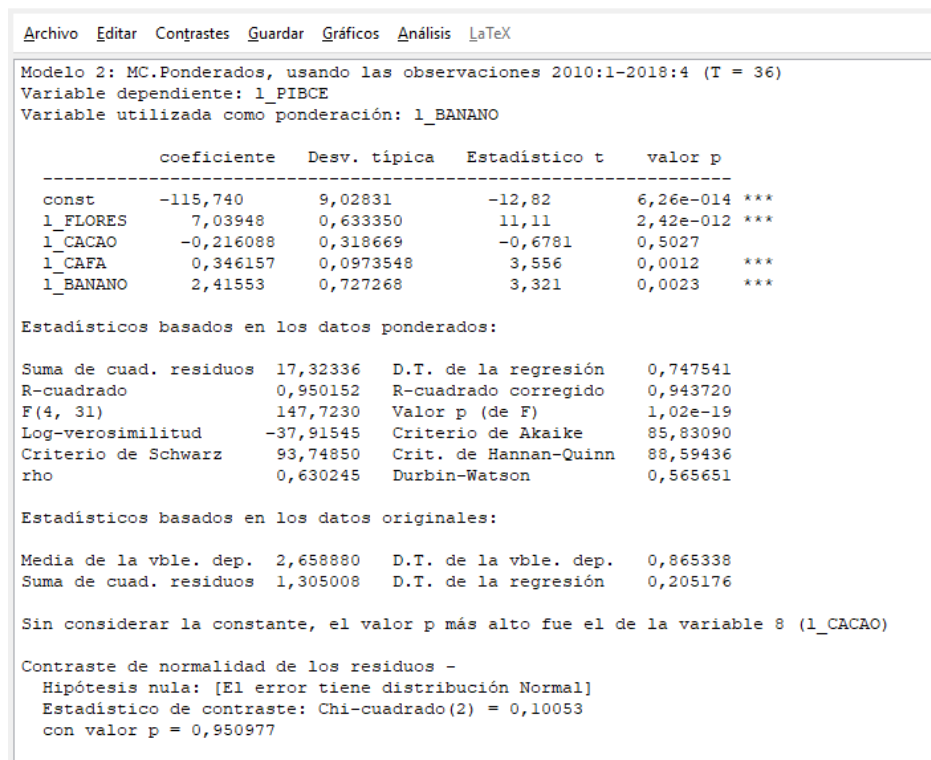 Archivo Editar Contrastes Guardar Gráficos Análisis LaTeX
Modelo 2: MC.Ponderados, usando las observaciones 2010:1-2018:4 (T = 36)
Variable dependiente: l_PIBCE
Variable utilizada como ponderación: l_BANANO
coeficiente Desv. típica Estadístico t valor p
const -115,740 9,02831 -12,82 6,26e-014 ***
l_FLORES 7,03948 0,633350 11,11 2,42e-012 ***
l_CACAO -0,216088 0,318669 -0,6781 0,5027
l_CAFA 0,346157 0,0973548 3,556 0,0012 ***
l_BANANO 2,41553 0,727268 3,321 0,0023 ***
Estadísticos basados en los datos ponderados:
Suma de cuad. residuos 17,32336 D.T. de la regresión 0,747541
R-cuadrado 0,950152 R-cuadrado corregido 0,943720
F(4, 31) 147,7230 Valor p (de F) 1,02e-19
Log-verosimilitud -37,91545 Criterio de Akaike 85,83090
Criterio de Schwarz 93,74850 Crit. de Hannan-Quinn 88,59436
rho 0,630245 Durbin-Watson 0,565651
Estadísticos basados en los datos originales:
Media de la vble. dep. 2,658880 D.T. de la vble. dep. 0,865338
Suma de cuad. residuos 1,305008 D.T. de la regresión 0,205176
Sin considerar la constante, el valor p más alto fue el de la variable 8 (l_CACAO)
Contraste de normalidad de los residuos -
Hipótesis nula: [El error tiene distribución Normal]
Estadístico de contraste: Chi-cuadrado(2) = 0,10053
con valor p = 0,950977